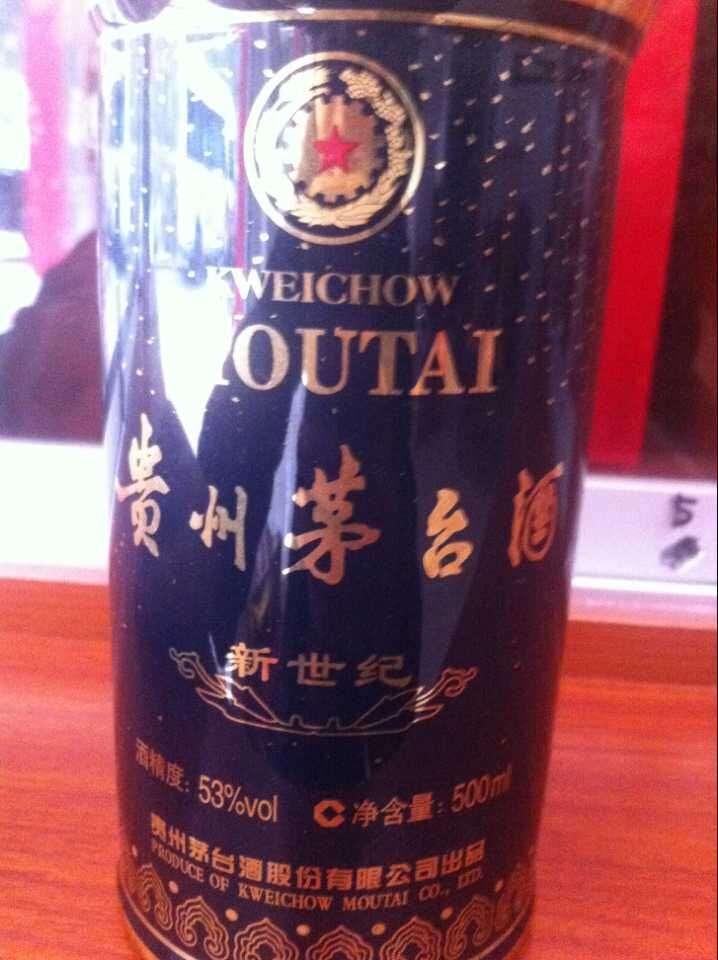 KWEICHOW
MOUTAI
贵州茅台酒
新世纪
酒精度: 53%vol
净含量: 500ml
贵州茅台酒股份有限公司出品
PRODUCE OF KWEICHOW MOUTAI CO., LTD.
5